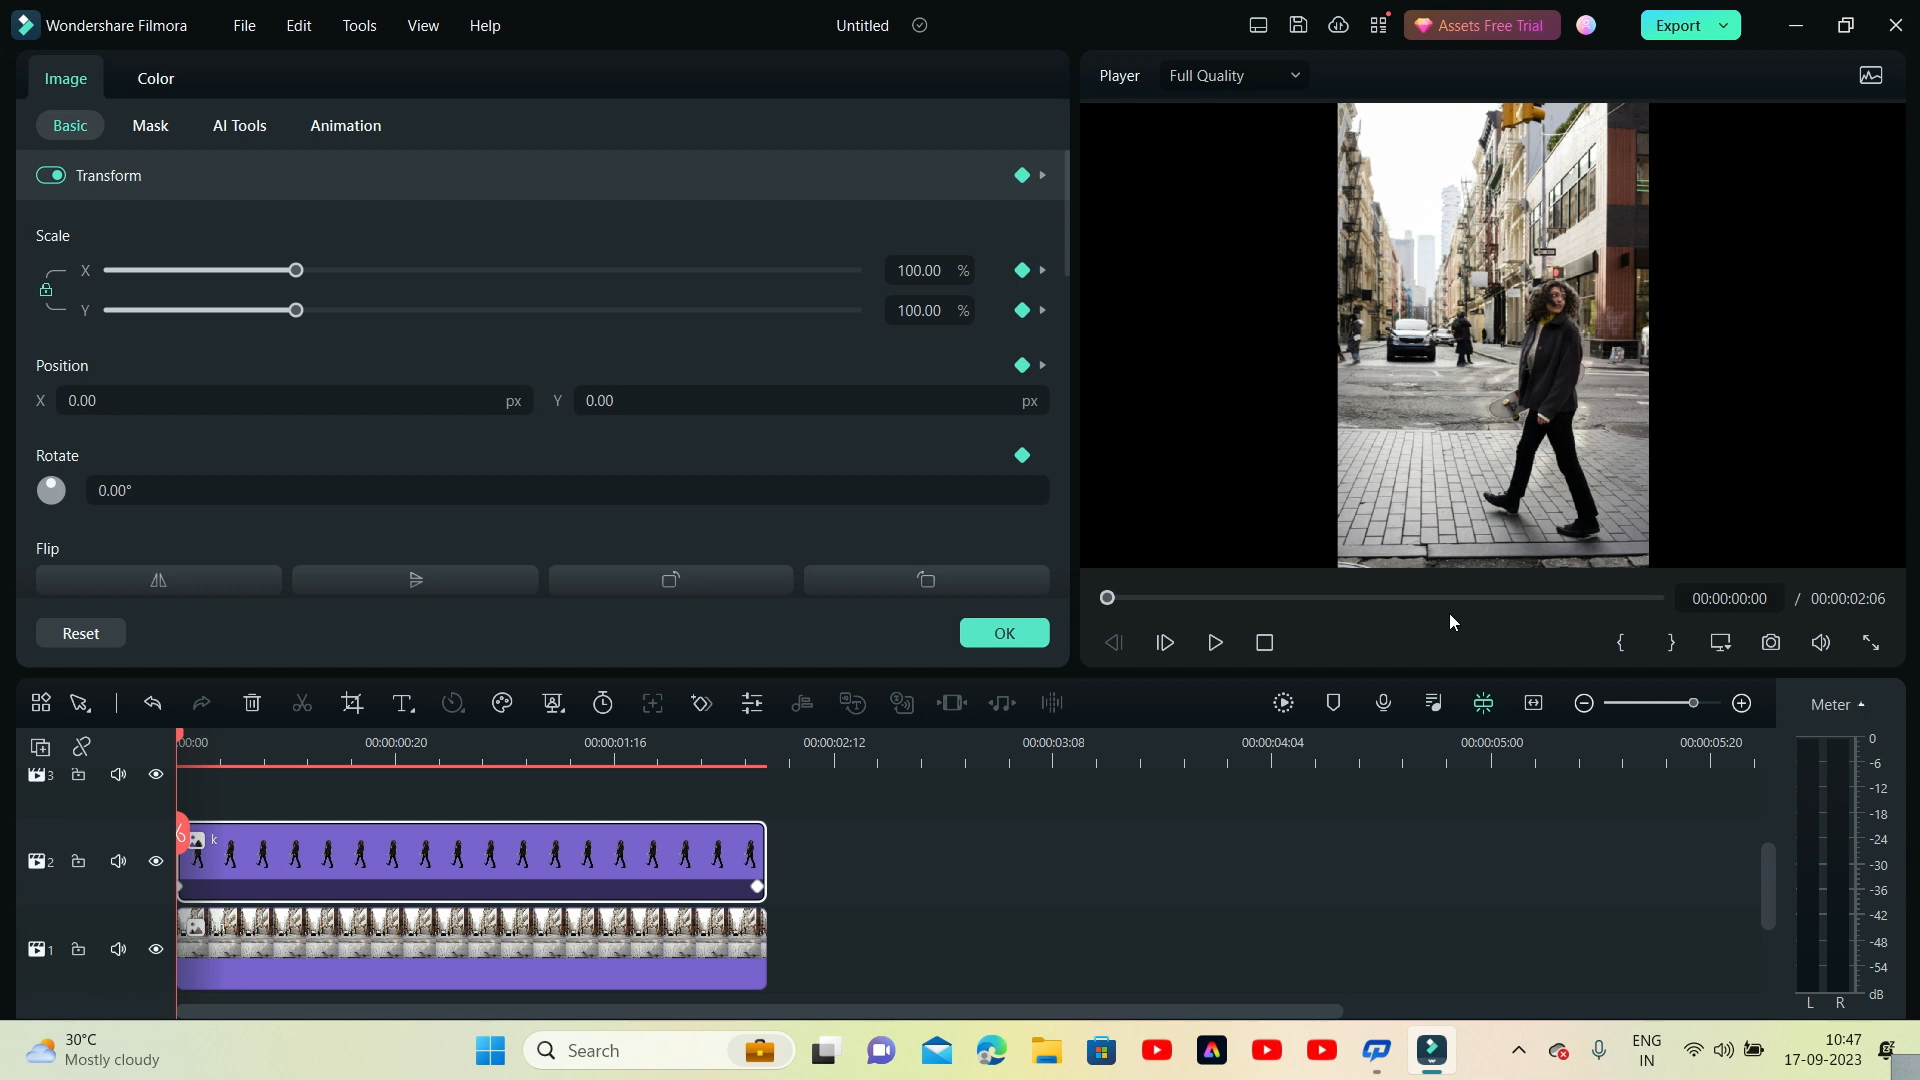 Wondershare Filmora File Edit Tools View Help Untitled Assets Free Trial Export
Image Color
Player Full Quality
Basic Mask AI Tools Animation
Transform
Scale
X 100.00 %
Y 100.00 %
Position
X 0.00 px Y 0.00 px
Rotate
0.00°
Flip
00:00:00:00 / 00:00:02:06
Reset OK
Meter
:00:00 00:00:00:20 00:00:01:16 00:00:02:12 00:00:03:08 00:00:04:04 00:00:05:00 00:00:05:20
0
-6
-12
-18
-24
-30
-36
-42
-48
-54
dB
L R
3
k
2
1
30°C
Mostly cloudy
Search
ENG
IN
10:47
17-09-2023